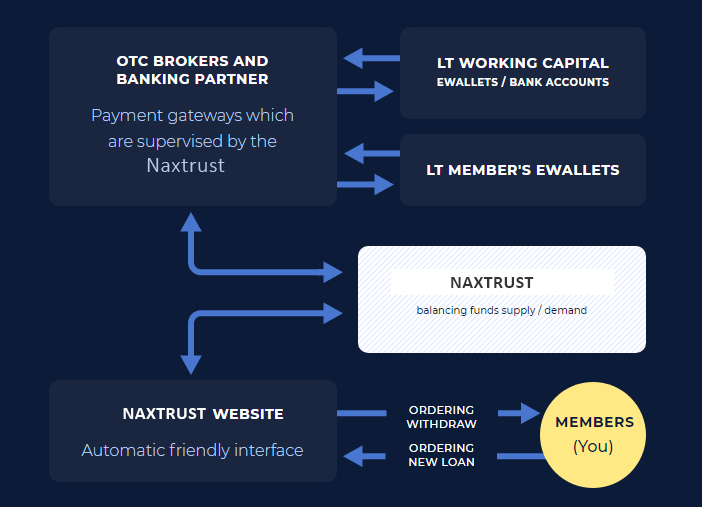 OTC BROKERS AND
BANKING PARTNER
Payment gateways which
are supervised by the
Naxtrust
LT WORKING CAPITAL
EWALLETS / BANK ACCOUNTS
LT MEMBER'S EWALLETS
NAXTRUST
balancing funds supply / demand
NAXTRUST WEBSITE
Automatic friendly interface
ORDERING
WITHDRAW
ORDERING
NEW LOAN
MEMBERS
(You)